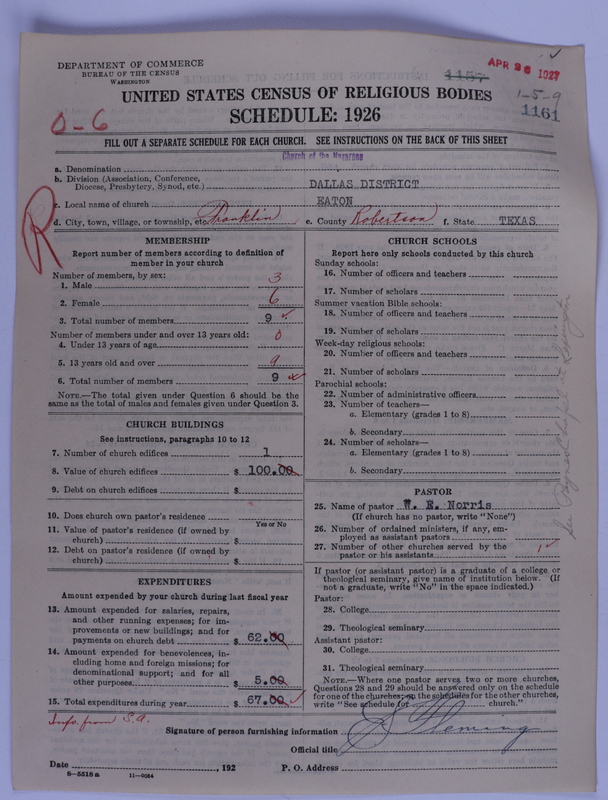 DEPARTMENT OF COMMERCE
BUREAU OF THE CENSUS
WASHINGTON
1157
APR 26 1927
UNITED STATES CENSUS OF RELIGIOUS BODIES
1-5-9
SCHEDULE: 1926
1161
0-6
FILL OUT A SEPARATE SCHEDULE FOR EACH CHURCH. SEE INSTRUCTIONS ON THE BACK OF THIS SHEET
Church of the Nazarene
a. Denomination
b. Division (Association, Conference,
Diocese, Presbytery, Synod, etc.) DALLAS DISTRICT
c. Local name of church EATON
d. City, town, village, or township, etc. Franklin e. County Robertson f. State TEXAS
R
MEMBERSHIP
Report number of members according to definition of
member in your church
Number of members, by sex:
1. Male 3
2. Female 6
3. Total number of members 9
Number of members under and over 13 years old:
4. Under 13 years of age 0
5. 13 years old and over 9
6. Total number of members 9
NOTE.—The total given under Question 6 should be the
same as the total of males and females given under Question 3.
CHURCH BUILDINGS
See instructions, paragraphs 10 to 12
7. Number of church edifices 1
8. Value of church edifices $ 100.00
9. Debt on church edifices $
10. Does church own pastor's residence
Yes or No
11. Value of pastor's residence (if owned by
church) $
12. Debt on pastor's residence (if owned by
church) $
EXPENDITURES
Amount expended by your church during last fiscal year
13. Amount expended for salaries, repairs,
and other running expenses; for im-
provements or new buildings; and for
payments on church debt $ 62.00
14. Amount expended for benevolences, in-
cluding home and foreign missions; for
denominational support; and for all
other purposes $ 5.00
15. Total expenditures during year $ 67.00
CHURCH SCHOOLS
Report here only schools conducted by this church
Sunday schools:
16. Number of officers and teachers
17. Number of scholars
Summer vacation Bible schools:
18. Number of officers and teachers
19. Number of scholars
Week-day religious schools:
20. Number of officers and teachers
21. Number of scholars
Parochial schools:
22. Number of administrative officers
23. Number of teachers—
a. Elementary (grades 1 to 8)
b. Secondary
24. Number of scholars—
a. Elementary (grades 1 to 8)
b. Secondary
PASTOR
25. Name of pastor W. E. Norris
(If church has no pastor, write "None")
26. Number of ordained ministers, if any, em-
ployed as assistant pastors
27. Number of other churches served by the
pastor or his assistants 1
If pastor (or assistant pastor) is a graduate of a college or
theological seminary, give name of institution below. (If
not a graduate, write "No" in the space indicated.)
Pastor:
28. College
29. Theological seminary
Assistant pastor:
30. College
31. Theological seminary
NOTE.—Where one pastor serves two or more churches,
Questions 28 and 29 should be answered only on the schedule
for one of the churches; on the schedules for the other churches,
write "See schedule for church."
Info. from S.A.
Signature of person furnishing information Fleming
Official title
Date , 192 P. O. Address
8-5518 a 11-9084